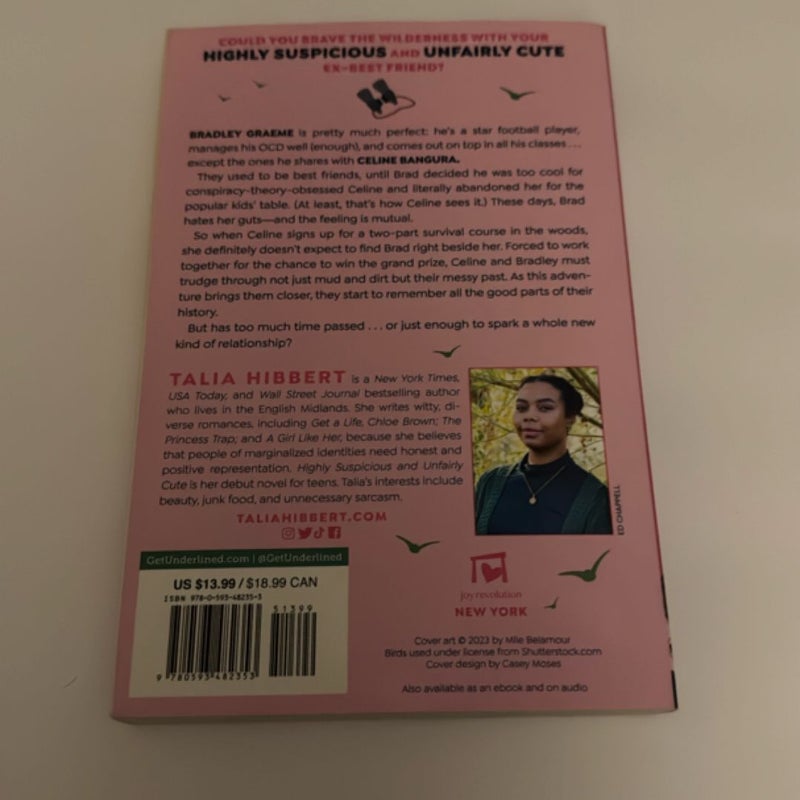 COULD YOU BRAVE THE WILDERNESS WITH YOUR
HIGHLY SUSPICIOUS AND UNFAIRLY CUTE
EX-BEST FRIEND?
BRADLEY GRAEME is pretty much perfect: he's a star football player,
manages his OCD well (enough), and comes out on top in all his classes...
except the ones he shares with CELINE BANGURA.
They used to be best friends, until Brad decided he was too cool for
conspiracy-theory-obsessed Celine and literally abandoned her for the
popular kids' table. (At least, that's how Celine sees it.) These days, Brad
hates her guts—and the feeling is mutual.
So when Celine signs up for a two-part survival course in the woods,
she definitely doesn't expect to find Brad right beside her. Forced to work
together for the chance to win the grand prize, Celine and Bradley must
trudge through not just mud and dirt but their messy past. As this adven-
ture brings them closer, they start to remember all the good parts of their
history.
But has too much time passed... or just enough to spark a whole new
kind of relationship?
TALIA HIBBERT is a New York Times,
USA Today, and Wall Street Journal bestselling author
who lives in the English Midlands. She writes witty, di-
verse romances, including Get a Life, Chloe Brown; The
Princess Trap; and A Girl Like Her, because she believes
that people of marginalized identities need honest and
positive representation. Highly Suspicious and Unfairly
Cute is her debut novel for teens. Talia's interests include
beauty, junk food, and unnecessary sarcasm.
TALIAHIBBERT.COM
ED CHAPPELL
GetUnderlined.com | @GetUnderlined
US $13.99 / $18.99 CAN
ISBN 978-0-593-48235-3
51399
9 780593 482353
joy revolution
NEW YORK
Cover art © 2023 by Mlle Belamour
Birds used under license from Shutterstock.com
Cover design by Casey Moses
Also available as an ebook and on audio